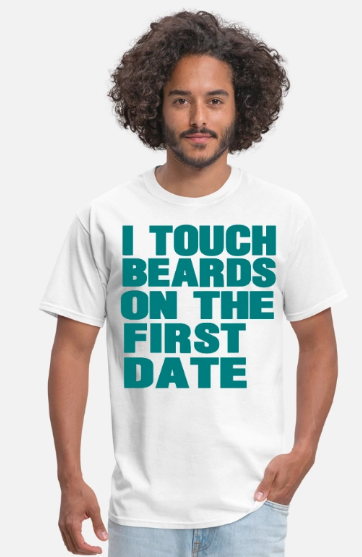 I TOUCH
BEARDS
ON THE
FIRST
DATE